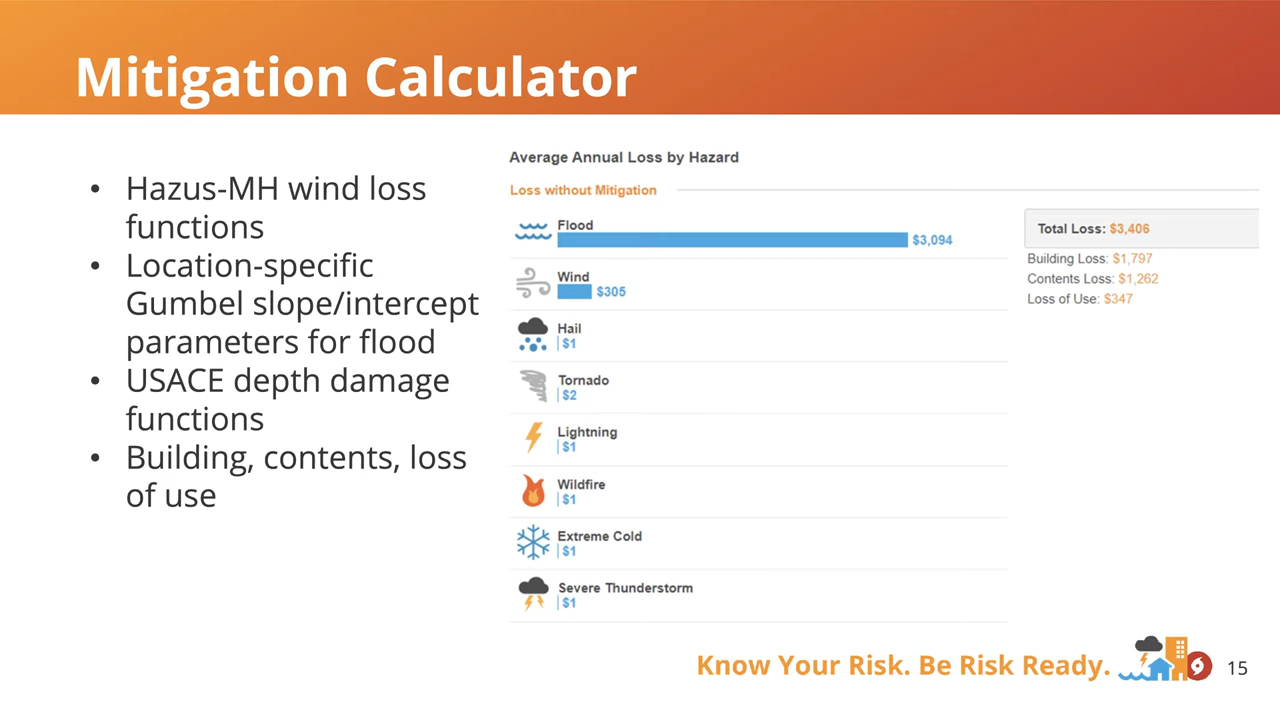 Mitigation Calculator
• Hazus-MH wind loss
functions
• Location-specific
Gumbel slope/intercept
parameters for flood
• USACE depth damage
functions
• Building, contents, loss
of use
Average Annual Loss by Hazard
Loss without Mitigation
Flood
$3,094
Wind
$305
Hail
$1
Tornado
$2
Lightning
$1
Wildfire
$1
Extreme Cold
$1
Severe Thunderstorm
$1
Total Loss: $3,406
Building Loss: $1,797
Contents Loss: $1,262
Loss of Use: $347
Know Your Risk. Be Risk Ready.
15